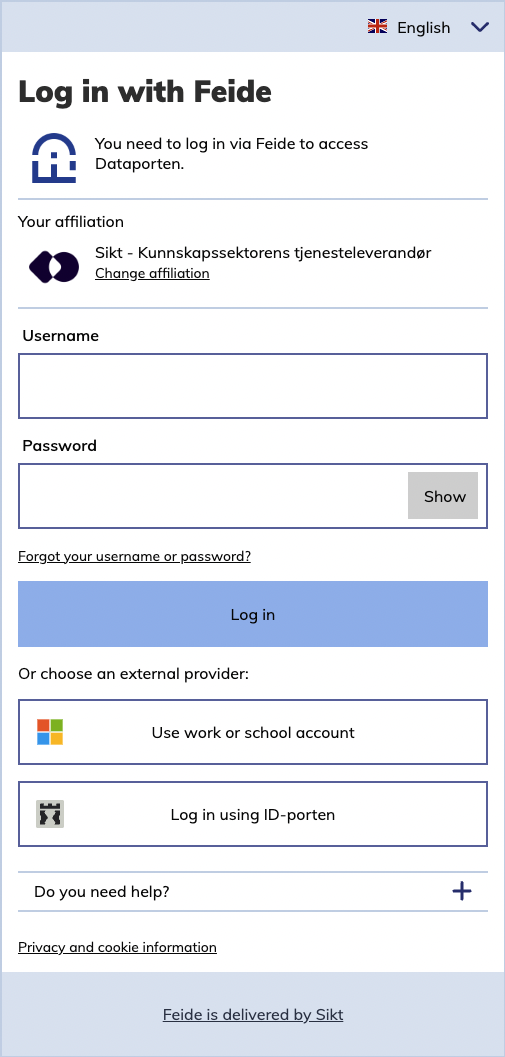 English
Log in with Feide
You need to log in via Feide to access
Dataporten.
Your affiliation
Sikt - Kunnskapssektorens tjenesteleverandør
Change affiliation
Username
Password
Show
Forgot your username or password?
Log in
Or choose an external provider:
Use work or school account
Log in using ID-porten
Do you need help?
Privacy and cookie information
Feide is delivered by Sikt